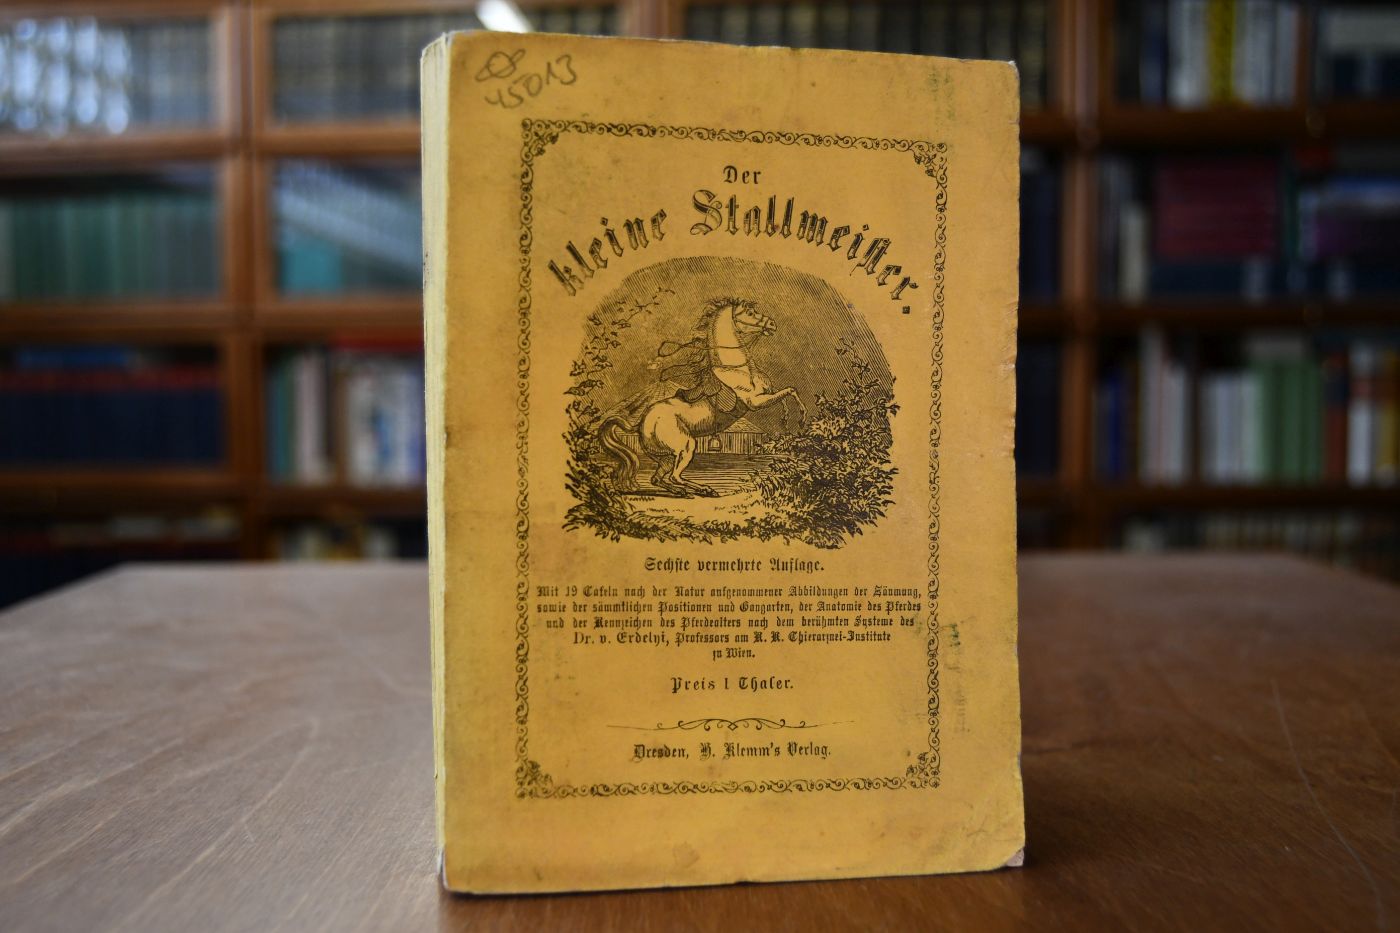 45013
Der
kleine Stallmeister.
Sechste vermehrte Auflage.
Mit 19 Tafeln nach der Natur aufgenommener Abbildungen der Zäumung,
sowie der sämmtlichen Positionen und Gangarten, der Anatomie des Pferdes
und der Kennzeichen des Pferdealters nach dem berühmten Systeme des
Dr. v. Erdelyi, Professors am K. K. Thierarznei-Institute
zu Wien.
Preis 1 Thaler.
Dresden, H. Klemm's Verlag.